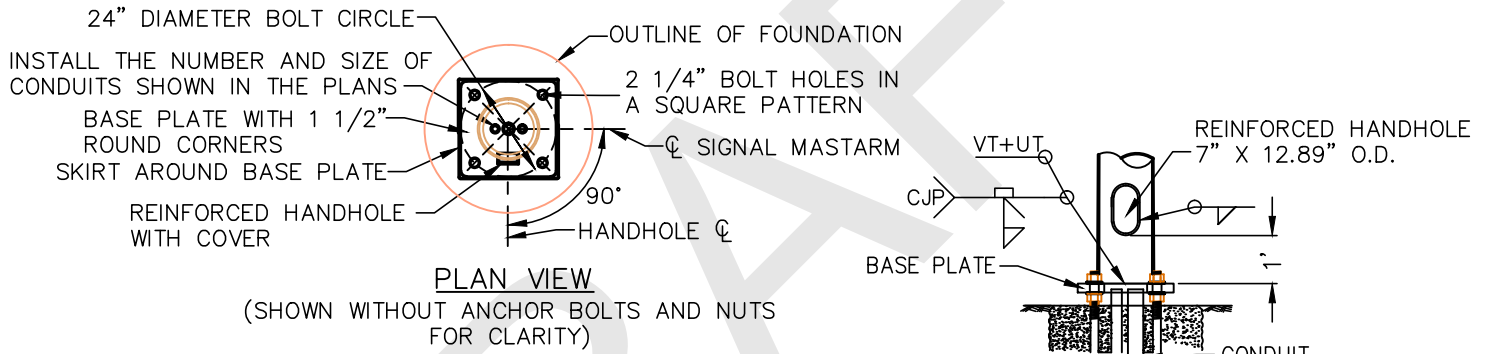 24" DIAMETER BOLT CIRCLE
OUTLINE OF FOUNDATION
INSTALL THE NUMBER AND SIZE OF
CONDUITS SHOWN IN THE PLANS
2 1/4" BOLT HOLES IN
A SQUARE PATTERN
BASE PLATE WITH 1 1/2"
ROUND CORNERS
℄ SIGNAL MASTARM
SKIRT AROUND BASE PLATE
90°
REINFORCED HANDHOLE
WITH COVER
HANDHOLE ℄
PLAN VIEW
(SHOWN WITHOUT ANCHOR BOLTS AND NUTS
FOR CLARITY)
REINFORCED HANDHOLE
7" X 12.89" O.D.
VT+UT
CJP
1'
BASE PLATE
CONDUIT